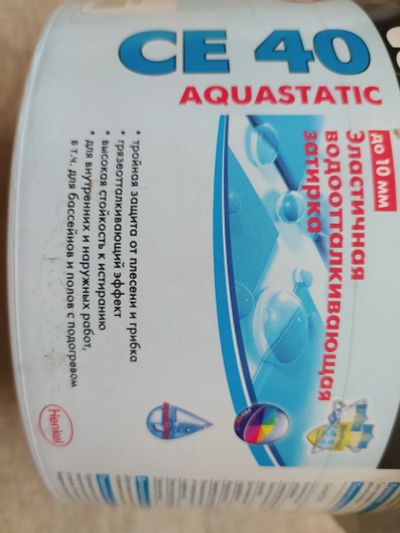 CE 40
AQUASTATIC
до 10 мм
Эластичная
водоотталкивающая
затирка
• тройная защита от плесени и грибка
• грязеотталкивающий эффект
• высокая стойкость к истиранию
• для внутренних и наружных работ,
в т.ч. для бассейнов и полов с подогревом
Henkel